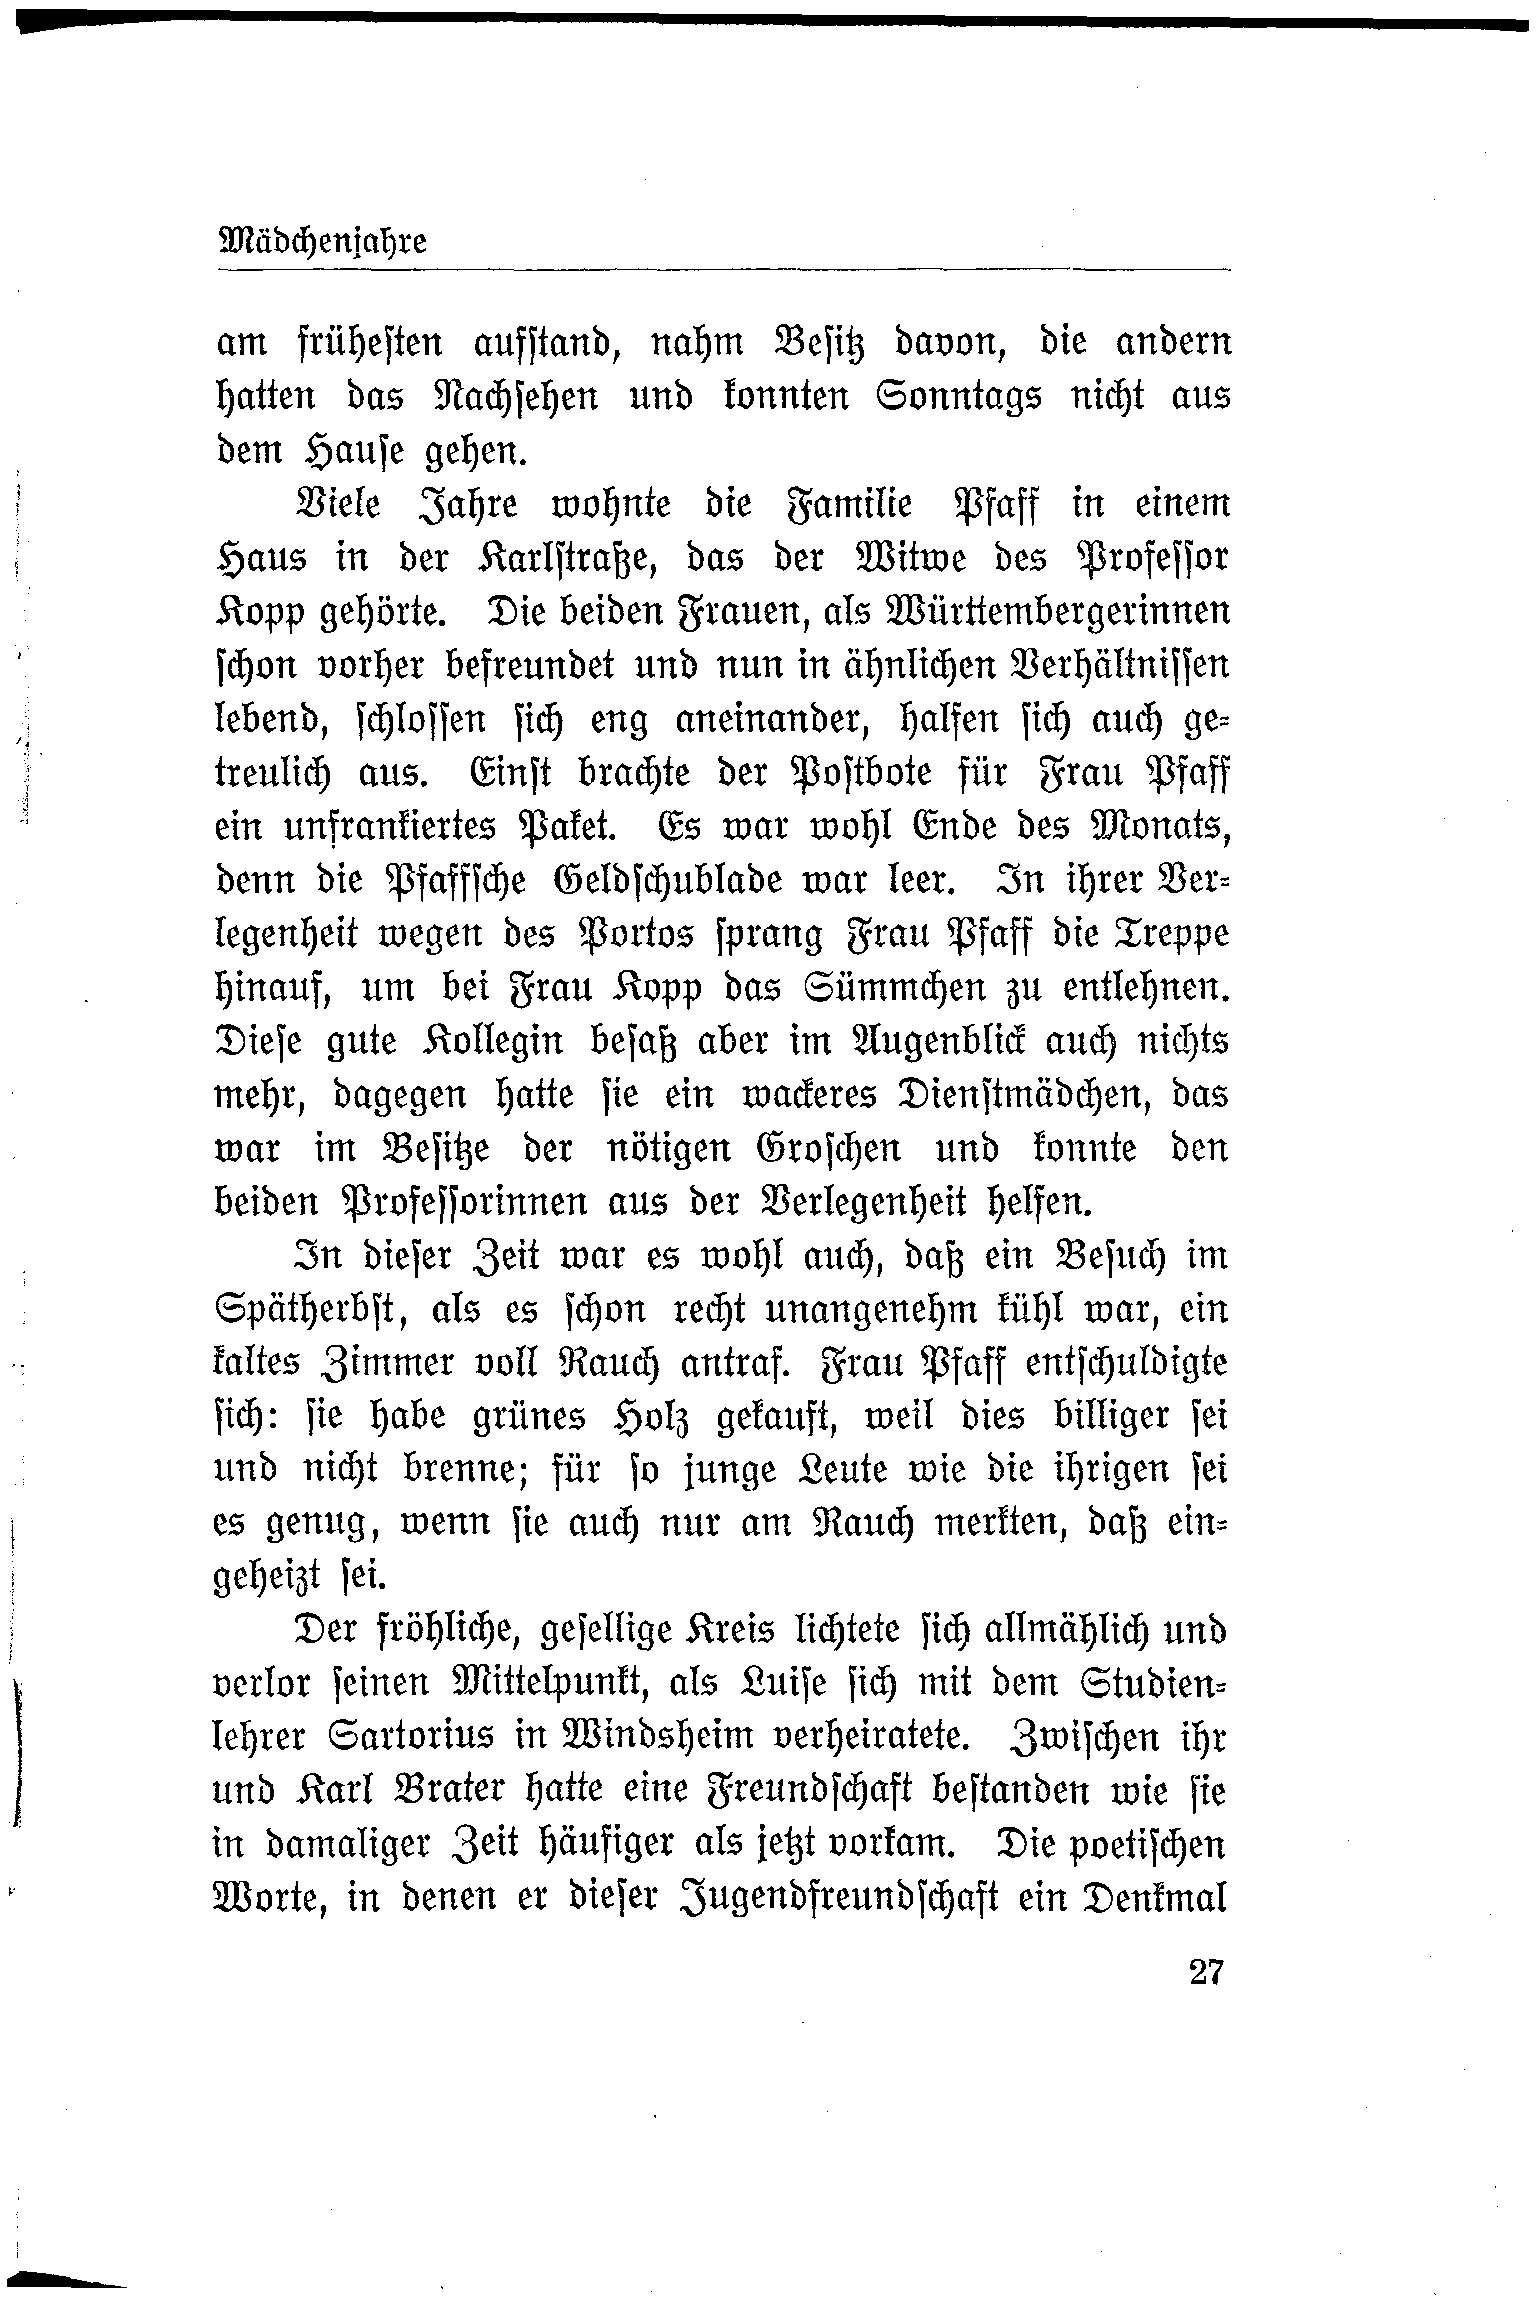 Mädchenjahre
am frühesten aufstand, nahm Besitz davon, die andern
hatten das Nachsehen und konnten Sonntags nicht aus
dem Hause gehen.
Viele Jahre wohnte die Familie Pfaff in einem
Haus in der Karlstraße, das der Witwe des Professor
Kopp gehörte. Die beiden Frauen, als Württembergerinnen
schon vorher befreundet und nun in ähnlichen Verhältnissen
lebend, schlossen sich eng aneinander, halfen sich auch ge-
treulich aus. Einst brachte der Postbote für Frau Pfaff
ein unfrankiertes Paket. Es war wohl Ende des Monats,
denn die Pfaffsche Geldschublade war leer. In ihrer Ver-
legenheit wegen des Portos sprang Frau Pfaff die Treppe
hinauf, um bei Frau Kopp das Sümmchen zu entlehnen.
Diese gute Kollegin besaß aber im Augenblick auch nichts
mehr, dagegen hatte sie ein wackeres Dienstmädchen, das
war im Besitze der nötigen Groschen und konnte den
beiden Professorinnen aus der Verlegenheit helfen.
In dieser Zeit war es wohl auch, daß ein Besuch im
Spätherbst, als es schon recht unangenehm kühl war, ein
kaltes Zimmer voll Rauch antraf. Frau Pfaff entschuldigte
sich: sie habe grünes Holz gekauft, weil dies billiger sei
und nicht brenne; für so junge Leute wie die ihrigen sei
es genug, wenn sie auch nur am Rauch merkten, daß ein-
geheizt sei.
Der fröhliche, gesellige Kreis lichtete sich allmählich und
verlor seinen Mittelpunkt, als Luise sich mit dem Studien-
lehrer Sartorius in Windsheim verheiratete. Zwischen ihr
und Karl Brater hatte eine Freundschaft bestanden wie sie
in damaliger Zeit häufiger als jetzt vorkam. Die poetischen
Worte, in denen er dieser Jugendfreundschaft ein Denkmal
27